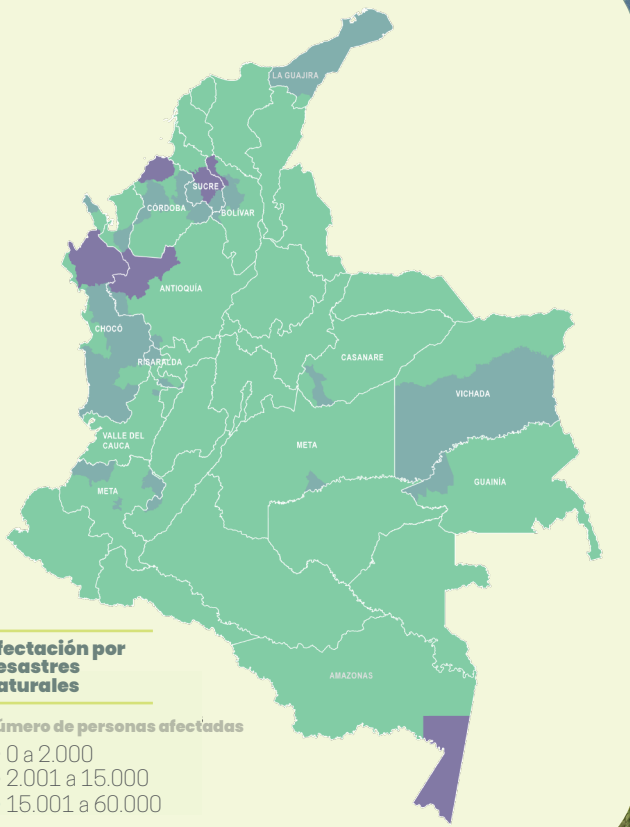 LA GUAJIRA
SUCRE
CÓRDOBA
BOLÍVAR
ANTIOQUÍA
CHOCÓ
RISARALDA
CASANARE
VICHADA
VALLE DEL
CAUCA
META
GUAINÍA
META
AMAZONAS
fectación por
esastres
aturales
úmero de personas afectadas
0 a 2.000
2.001 a 15.000
15.001 a 60.000